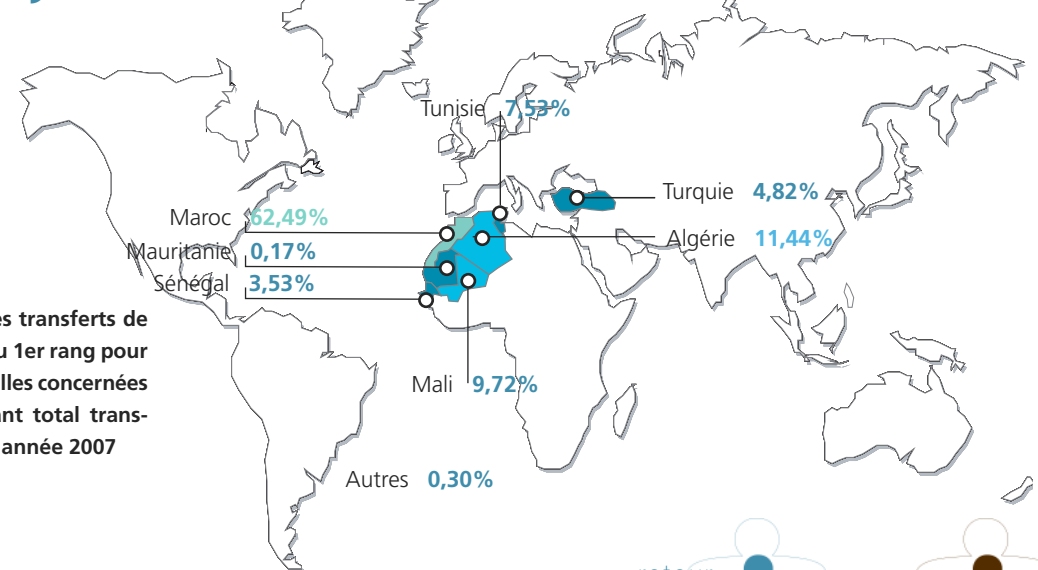 Tunisie 7,53%
Turquie 4,82%
Maroc 62,49%
Algérie 11,44%
Mauritanie 0,17%
Sénégal 3,53%
es transferts de
u 1er rang pour
lles concernées
Mali 9,72%
nt total trans-
année 2007
Autres 0,30%